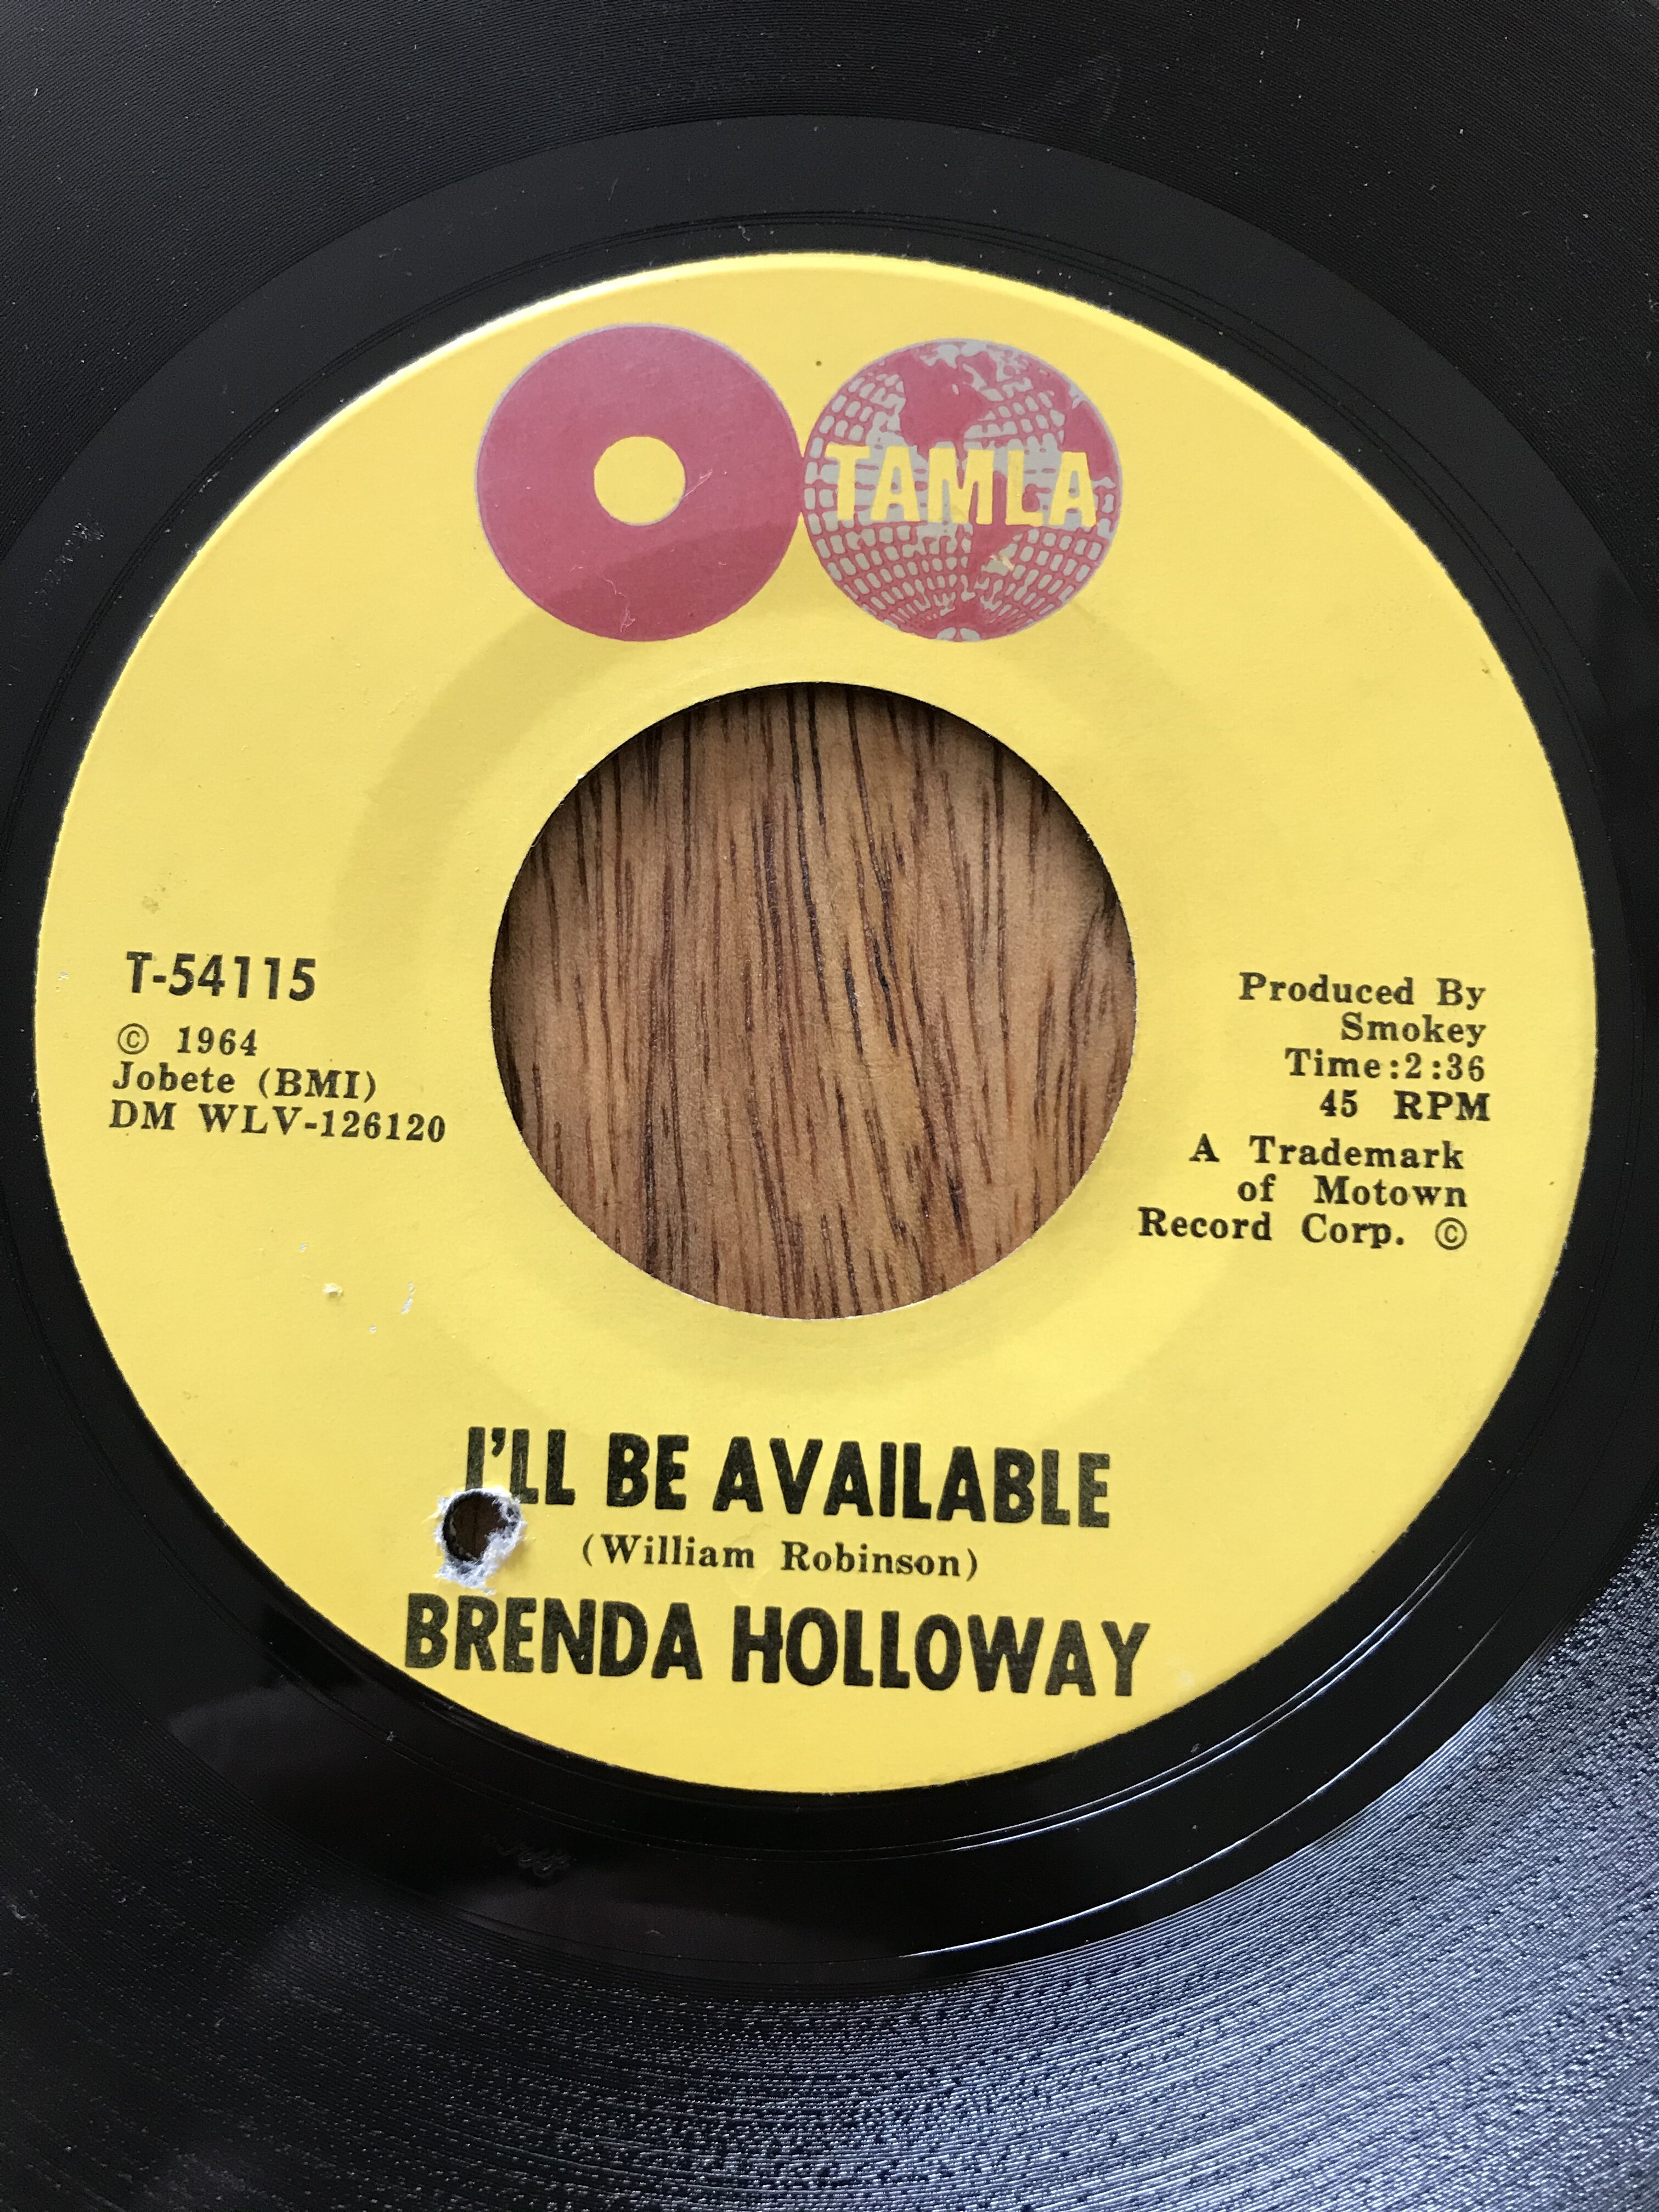 TAMLA
T-54115
© 1964
Jobete (BMI)
DM WLV-126120
Produced By
Smokey
Time:2:36
45 RPM
A Trademark
of Motown
Record Corp. ©
I'LL BE AVAILABLE
(William Robinson)
BRENDA HOLLOWAY